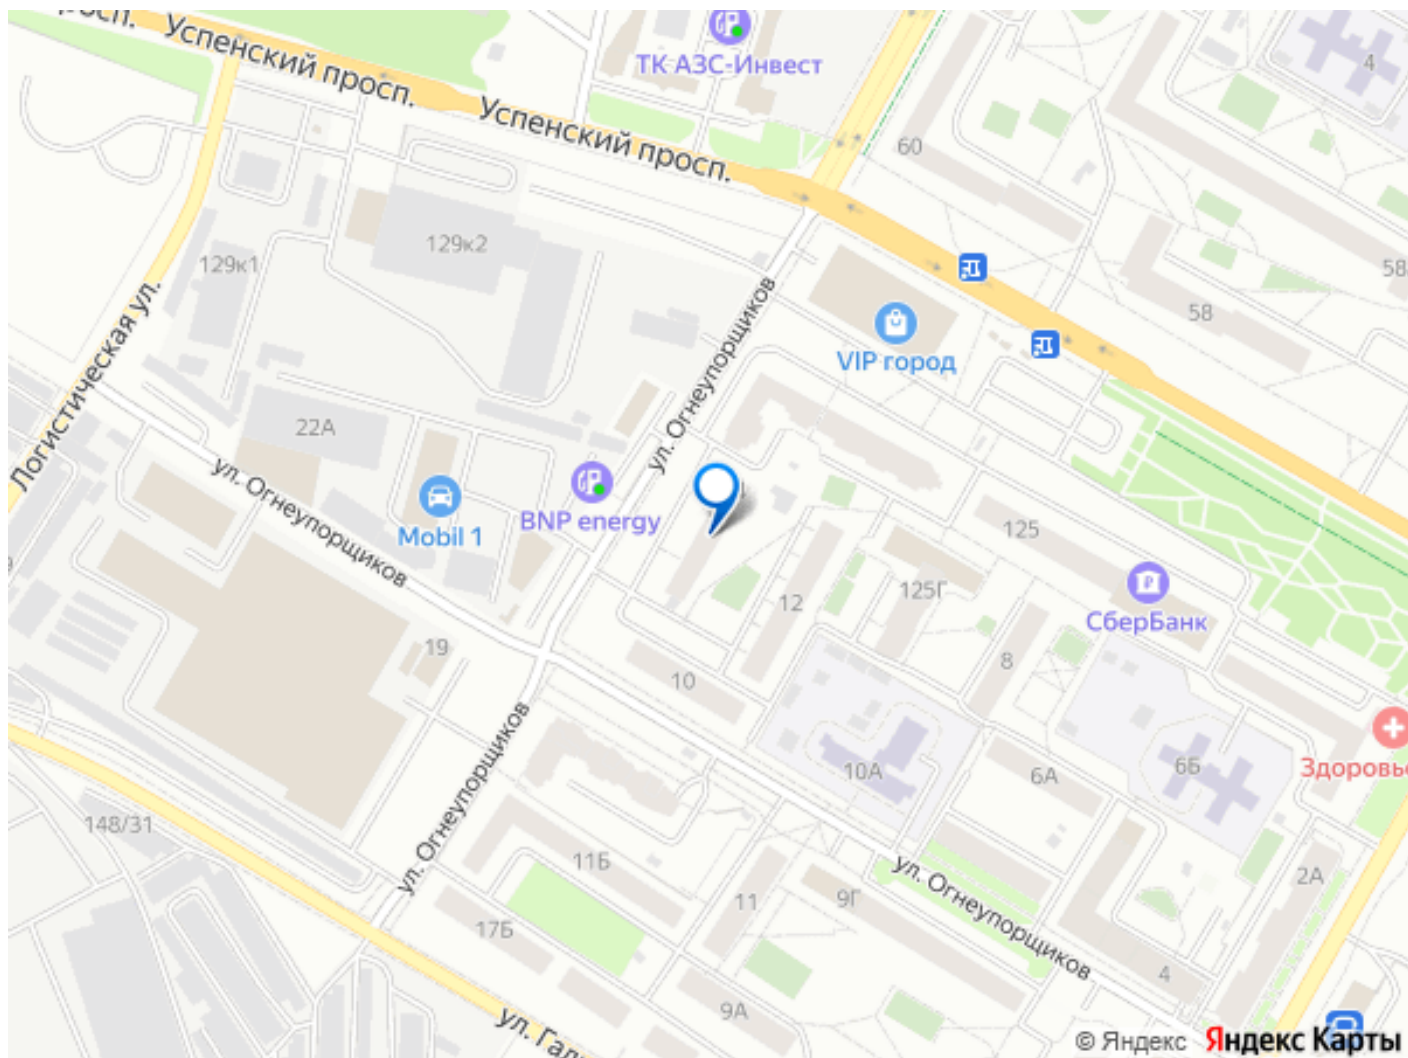 Успенский просп.
Успенский просп.
ТК АЗС-Инвест
4
60
58
58
129к2
129к1
VIP город
ул. Огнеупорщиков
Логистическая ул.
22А
ул. Огнеупорщиков
Mobil 1
BNP energy
125
СберБанк
125Г
12
8
19
10
10А
6А
6Б
Здоровье
ул. Огнеупорщиков
148/31
11Б
11
9Г
2А
ул. Огнеупорщиков
17Б
4
9А
© Яндекс Яндекс Карты